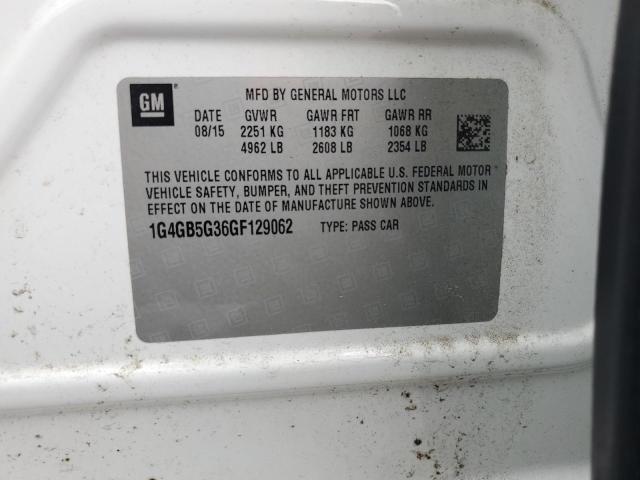 GM
MFD BY GENERAL MOTORS LLC
DATE GVWR GAWR FRT GAWR RR
08/15 2251 KG 1183 KG 1068 KG
4962 LB 2608 LB 2354 LB
THIS VEHICLE CONFORMS TO ALL APPLICABLE U.S. FEDERAL MOTOR
VEHICLE SAFETY, BUMPER, AND THEFT PREVENTION STANDARDS IN
EFFECT ON THE DATE OF MANUFACTURE SHOWN ABOVE.
1G4GB5G36GF129062 TYPE: PASS CAR